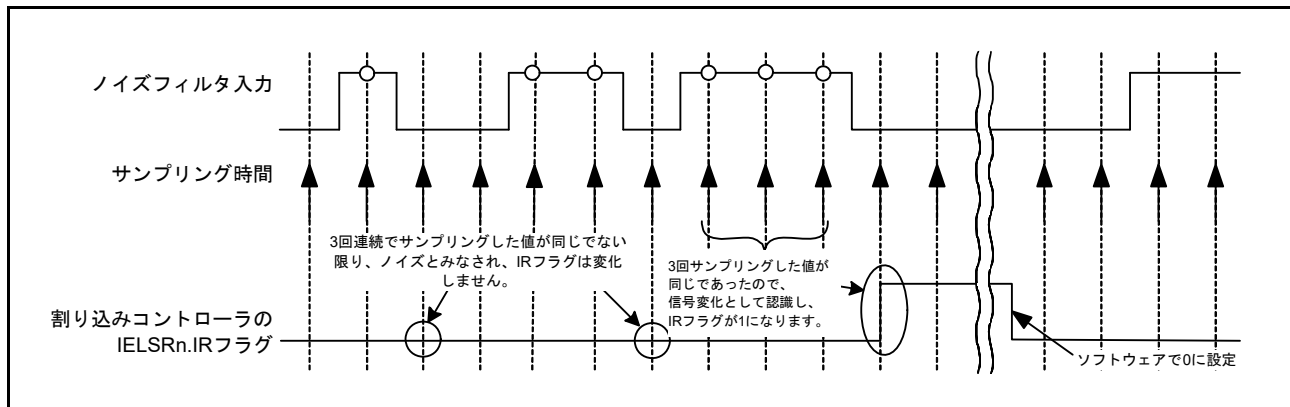 ノイズフィルタ入力
サンプリング時間
3回連続でサンプリングした値が同じでない
限り、ノイズとみなされ、IRフラグは変化
しません。
3回サンプリングした値が
同じであったので、
信号変化として認識し、
IRフラグが1になります。
割り込みコントローラの
IELSRn.IRフラグ
ソフトウェアで0に設定